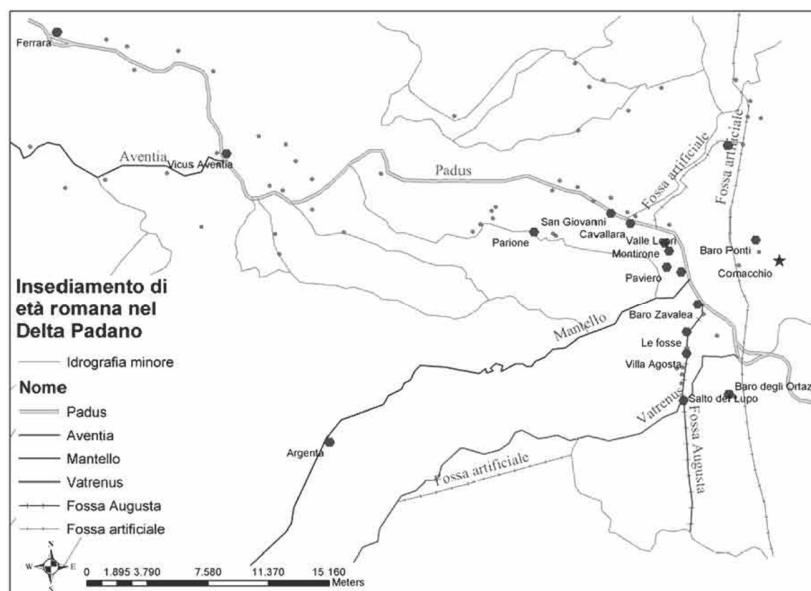 Ferrara
Aventia
Vicus Aventia
Padus
Fossa artificiale
Fossa artificiale
San Giovanni
Cavallara
Parione
Valle Lepri
Montirone
Baro Ponti
Comacchio
Paviero
Insediamento di
età romana nel
Delta Padano
Baro Zavalea
Mantello
Idrografia minore
Le fosse
Nome
Villa Agosta
Padus
Baro degli Ortaz
Vatrenus
Salto del Lupo
Aventia
Mantello
Argenta
Fossa Augusta
Vatrenus
Fossa artificiale
Fossa Augusta
Fossa artificiale
N
W E
S
0 1.895 3.790 7.580 11.370 15 160
Meters